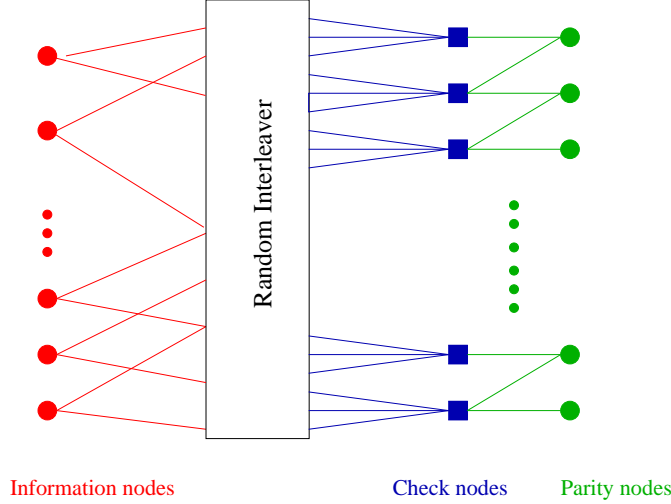 Random Interleaver
Information nodes
Check nodes
Parity nodes